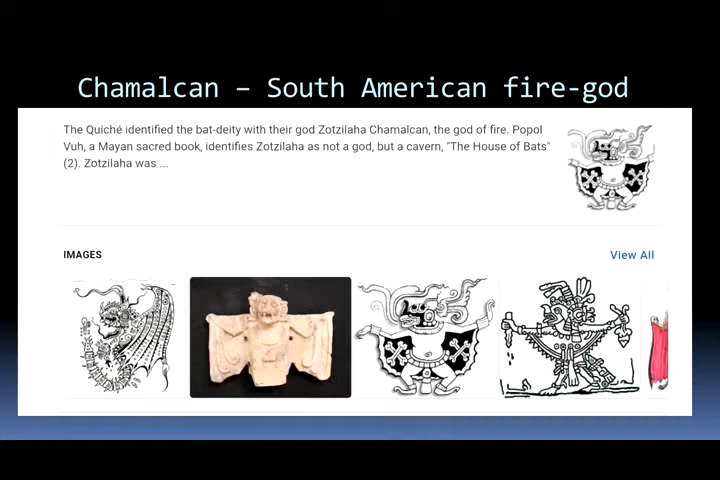 Chamalcan – South American fire-god
The Quiché identified the bat-deity with their god Zotzilaha Chamalcan, the god of fire. Popol
Vuh, a Mayan sacred book, identifies Zotzilaha as not a god, but a cavern, "The House of Bats"
(2). Zotzilaha was ...
IMAGES
View All